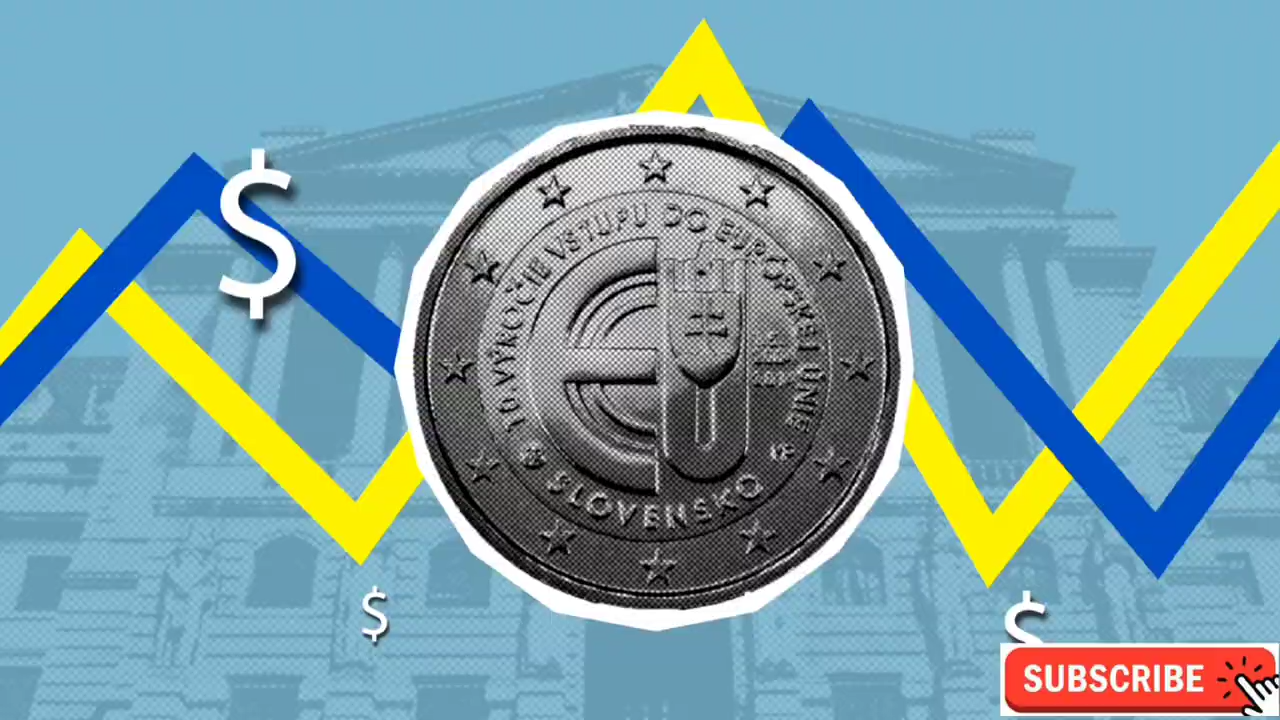 $
10. VÝROČIE VSTUPU DO EURÓPSKEJ ÚNIE
SLOVENSKO
$
$
SUBSCRIBE